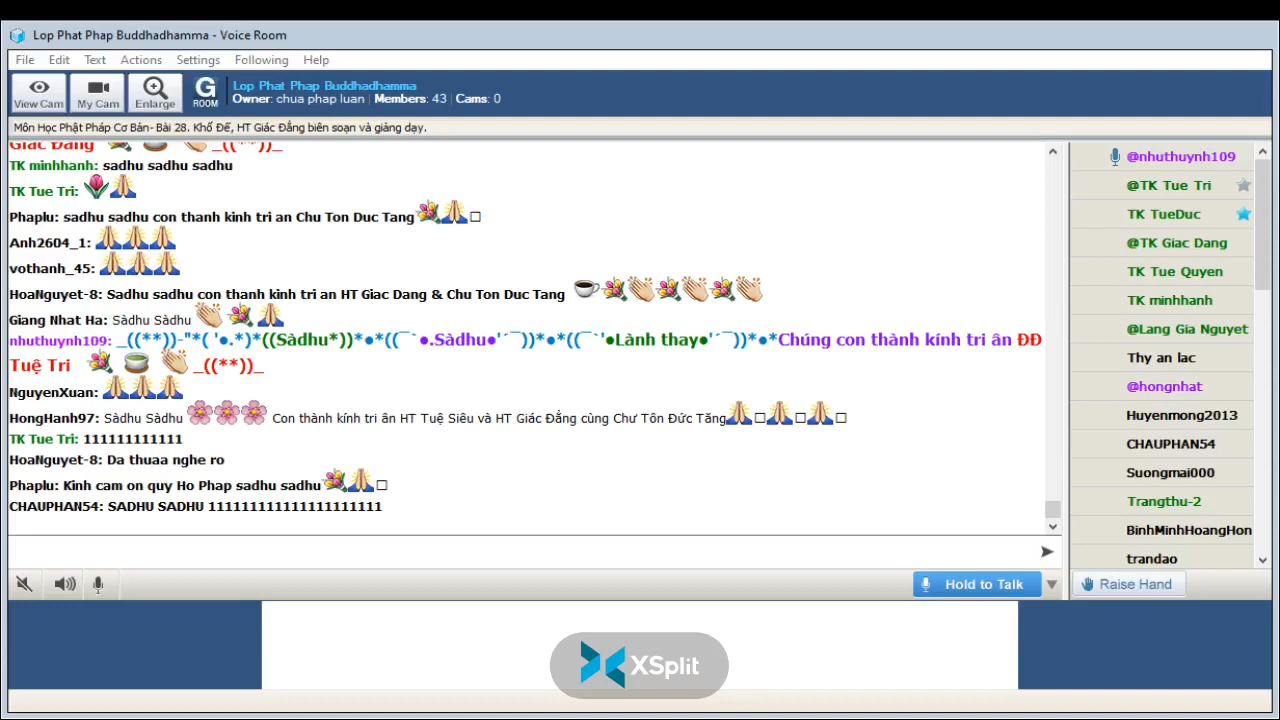 Lop Phat Phap Buddhadhamma - Voice Room
File Edit Text Actions Settings Following Help
View Cam My Cam Enlarge G ROOM
Lop Phat Phap Buddhadhamma
Owner: chua phap luan | Members: 43 | Cams: 0
Môn Học Phật Pháp Cơ Bản- Bài 28. Khổ Đế, HT Giác Đẳng biên soạn và giảng dạy.
Giác Đẳng _((**))_
TK minhhanh: sadhu sadhu sadhu
TK Tue Tri:
Phaplu: sadhu sadhu con thanh kinh tri an Chu Ton Duc Tang
Anh2604_1:
vothanh_45:
HoaNguyet-8: Sadhu sadhu con thanh kinh tri an HT Giac Dang & Chu Ton Duc Tang
Giang Nhat Ha: Sàdhu Sàdhu
nhuthuynh109: _((**))-"*( '●.*)*((Sàdhu*))*●*((¯`●.Sàdhu●'´¯))*●*((¯`'●Lành thay●'´¯))*●*Chúng con thành kính tri ân ĐĐ
Tuệ Tri _((**))_
NguyenXuan:
HongHanh97: Sàdhu Sàdhu Con thành kính tri ân HT Tuệ Siêu và HT Giác Đẳng cùng Chư Tôn Đức Tăng
TK Tue Tri: 111111111111
HoaNguyet-8: Da thuaa nghe ro
Phaplu: Kinh cam on quy Ho Phap sadhu sadhu
CHAUPHAN54: SADHU SADHU 111111111111111111111
Hold to Talk
@nhuthuynh109
@TK Tue Tri
TK TueDuc
@TK Giac Dang
TK Tue Quyen
TK minhhanh
@Lang Gia Nguyet
Thy an lac
@hongnhat
Huyenmong2013
CHAUPHAN54
Suongmai000
Trangthu-2
BinhMinhHoangHon
trandao
Raise Hand
XSplit